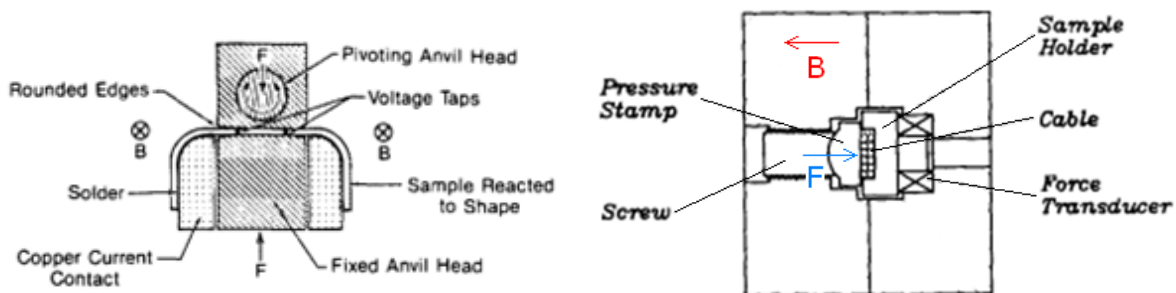 F
Pivoting Anvil Head
Rounded Edges
Voltage Taps
B
B
Solder
Sample Reacted
to Shape
Copper Current
Contact
F
Fixed Anvil Head
B
Sample
Holder
Pressure
Stamp
Cable
F
Screw
Force
Transducer